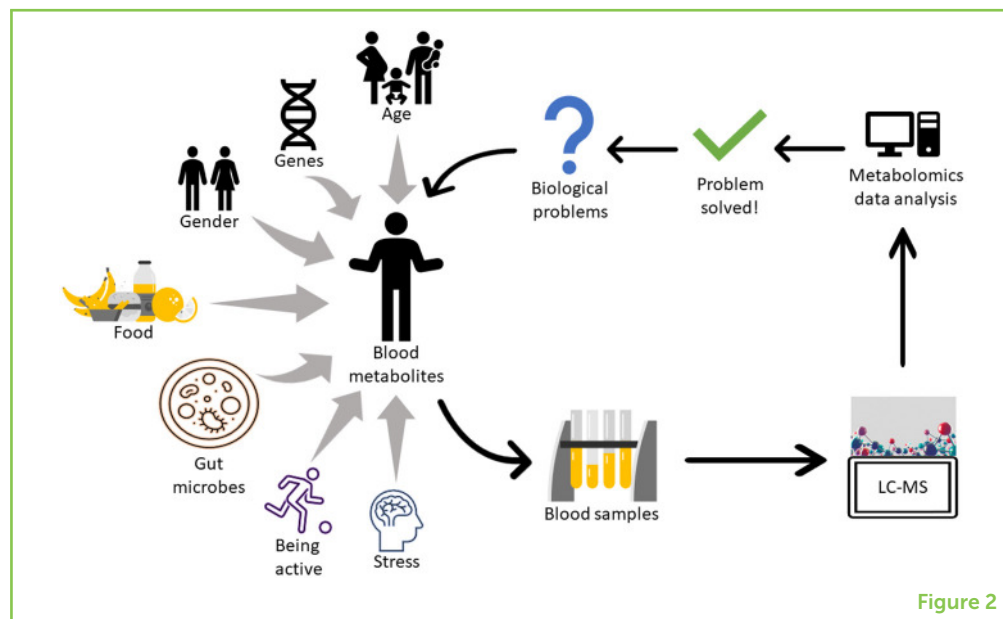 Age
Genes
Gender
Food
Gut
microbes
Being
active
Stress
Blood
metabolites
Biological
problems
Problem
solved!
Metabolomics
data analysis
Blood samples
LC-MS
Figure 2